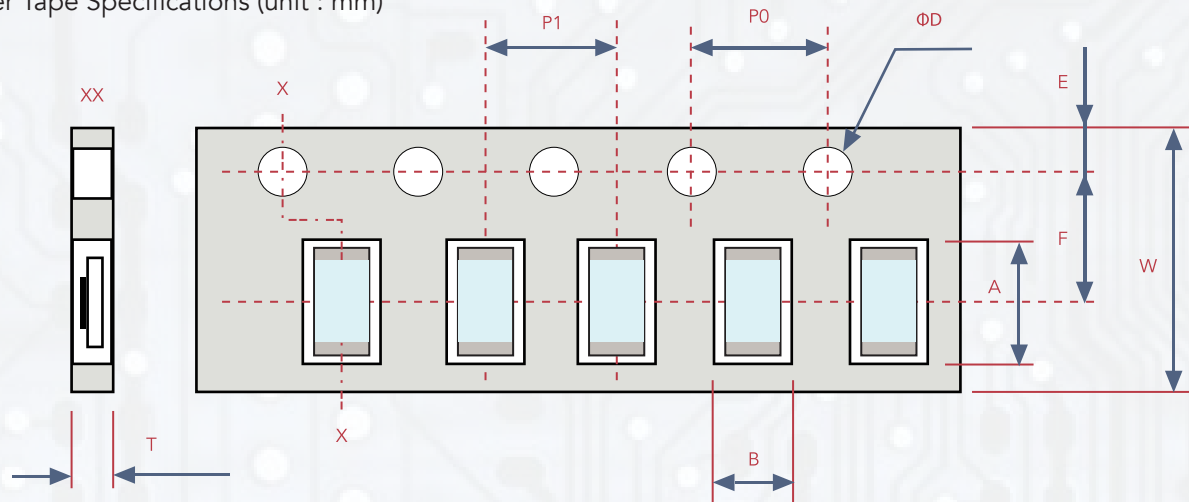 er Tape Specifications (unit : mm)
P1
P0
ΦD
E
XX
X
F
W
A
T
X
B